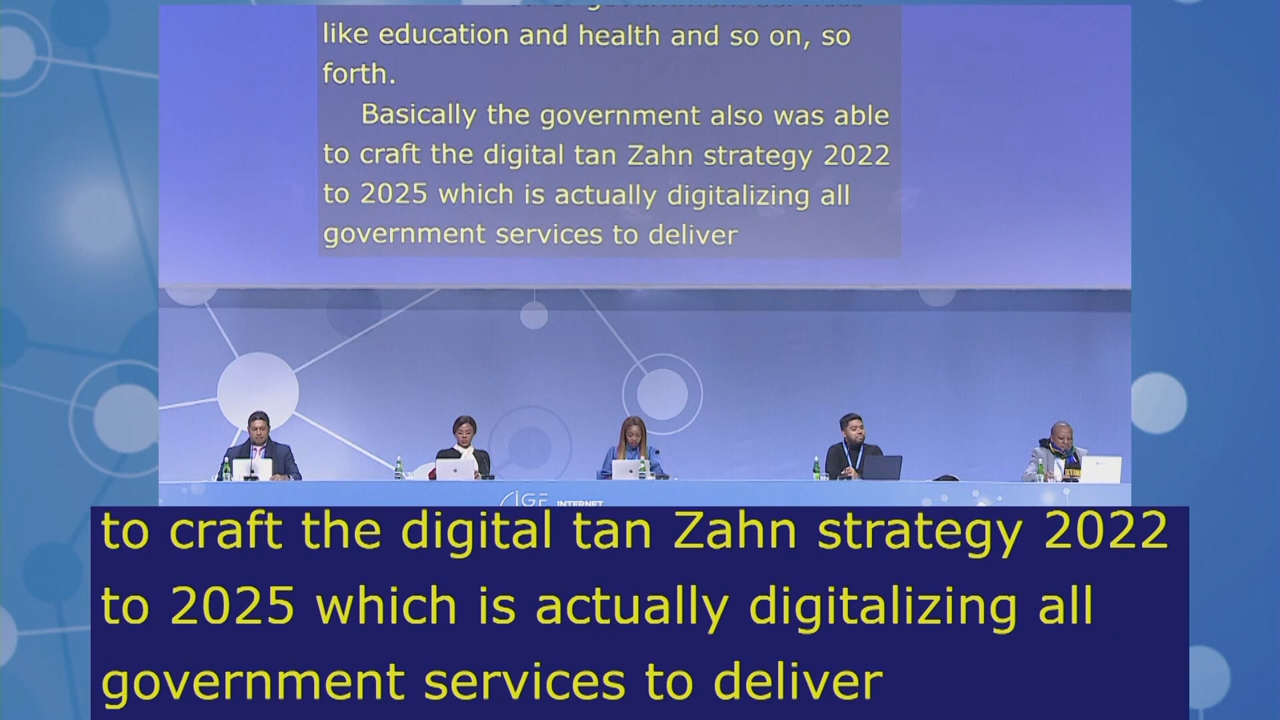 like education and health and so on, so
forth.
Basically the government also was able
to craft the digital tan Zahn strategy 2022
to 2025 which is actually digitalizing all
government services to deliver
IGF INTERNET
to craft the digital tan Zahn strategy 2022
to 2025 which is actually digitalizing all
government services to deliver